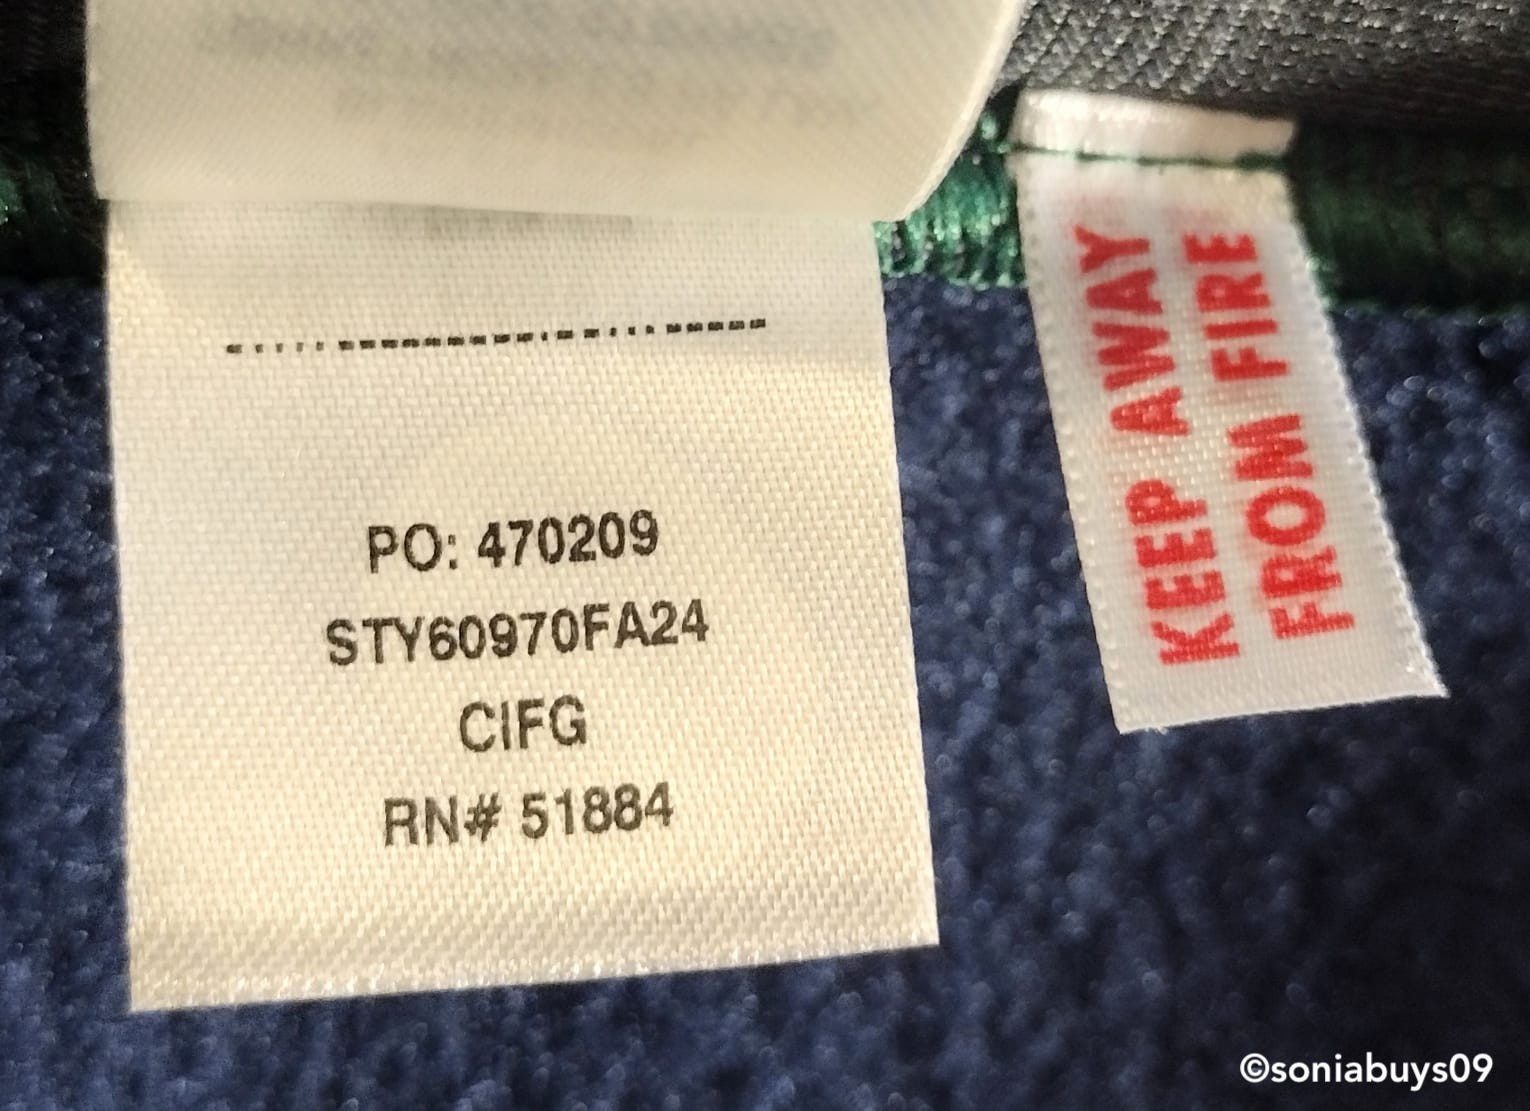 PO: 470209
STY60970FA24
CIFG
RN# 51884
KEEP AWAY
FROM FIRE
©soniabuys09